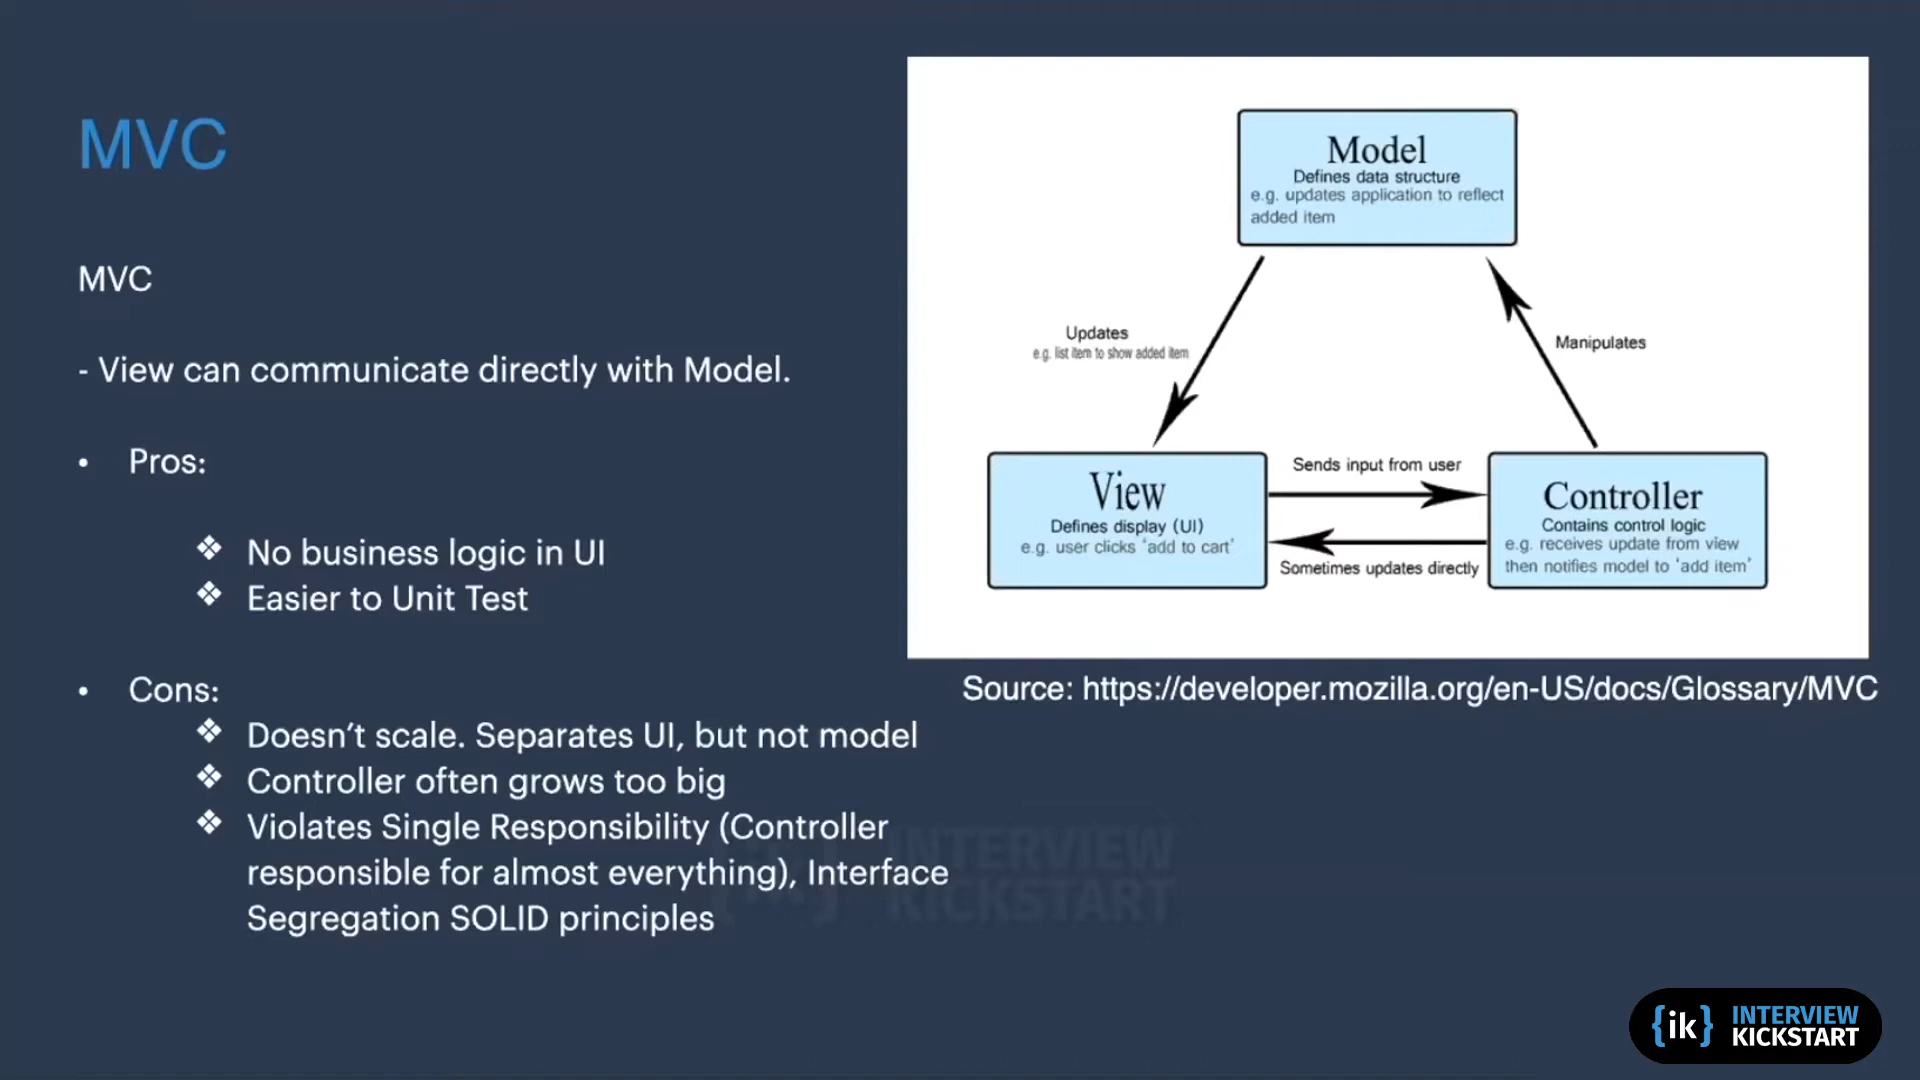 MVC
MVC
- View can communicate directly with Model.
• Pros:
❖ No business logic in UI
❖ Easier to Unit Test
• Cons:
❖ Doesn’t scale. Separates UI, but not model
❖ Controller often grows too big
❖ Violates Single Responsibility (Controller
responsible for almost everything), Interface
Segregation SOLID principles
Model
Defines data structure
e.g. updates application to reflect
added item
Updates
e.g. list item to show added item
Manipulates
View
Defines display (UI)
e.g. user clicks 'add to cart'
Sends input from user
Sometimes updates directly
Controller
Contains control logic
e.g. receives update from view
then notifies model to 'add item'
Source: https://developer.mozilla.org/en-US/docs/Glossary/MVC
{ik} INTERVIEW
KICKSTART
{ik} INTERVIEW
KICKSTART